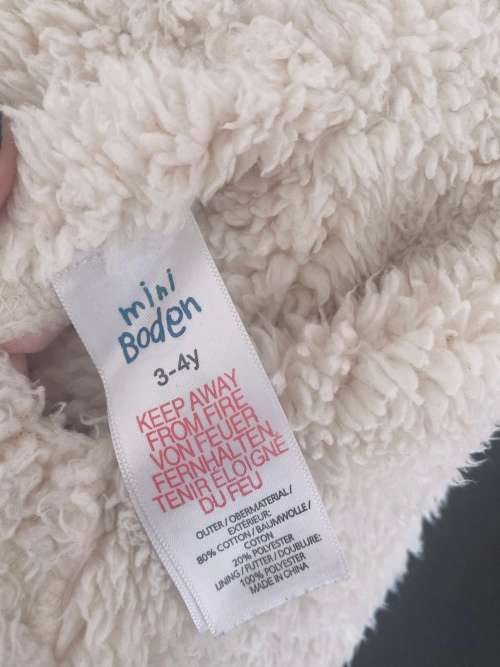 mini
Boden
3-4y
KEEP AWAY
FROM FIRE
VON FEUER
FERNHALTEN
TENIR ÉLOIGNÉ
DU FEU
OUTER / OBERMATERIAL /
EXTÉRIEUR:
80% COTTON / BAUMWOLLE /
COTON
20% POLYESTER
LINING / FUTTER / DOUBLURE:
100% POLYESTER
MADE IN CHINA